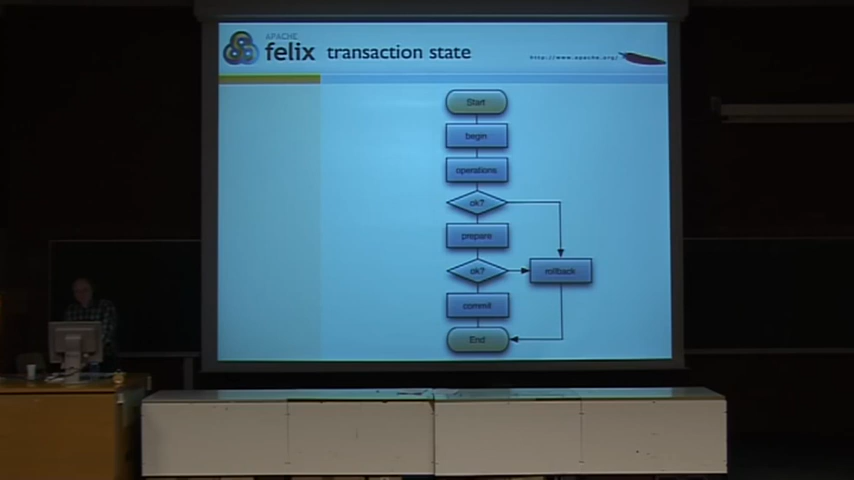 APACHE
felix transaction state
http://www.apache.org/
Start
begin
operations
ok?
prepare
ok?
rollback
commit
End